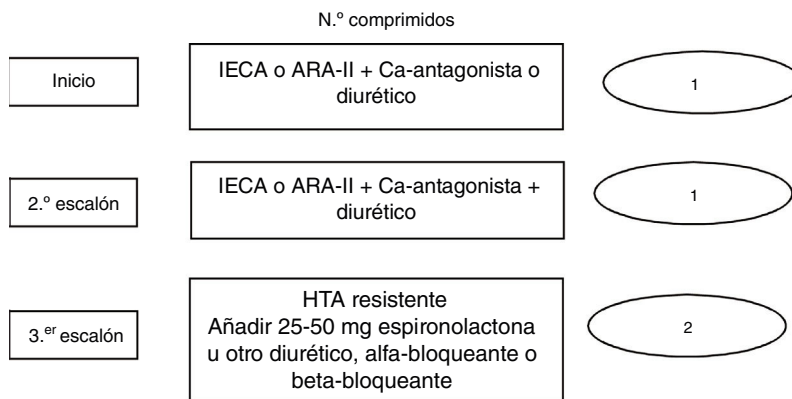 N.º comprimidos
Inicio
IECA o ARA-II + Ca-antagonista o
diurético
1
2.º escalón
IECA o ARA-II + Ca-antagonista +
diurético
1
3.er escalón
HTA resistente
Añadir 25-50 mg espironolactona
u otro diurético, alfa-bloqueante o
beta-bloqueante
2